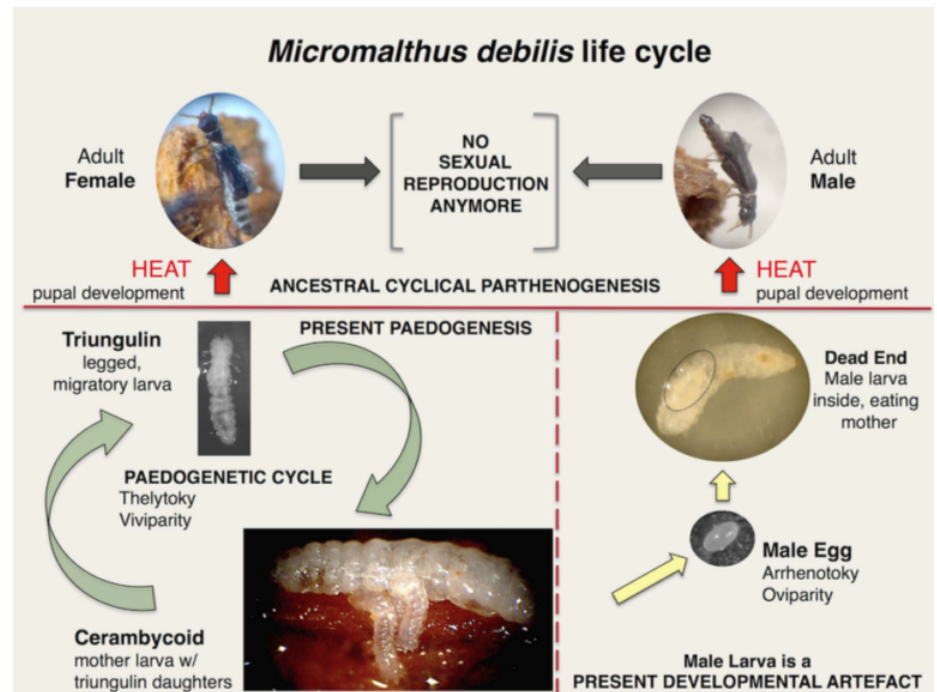 Micromalthus debilis life cycle
Adult
Female
NO
SEXUAL
REPRODUCTION
ANYMORE
Adult
Male
HEAT
pupal development
ANCESTRAL CYCLICAL PARTHENOGENESIS
HEAT
pupal development
Triungulin
legged,
migratory larva
PRESENT PAEDOGENESIS
Dead End
Male larva
inside, eating
mother
PAEDOGENETIC CYCLE
Thelytoky
Viviparity
Male Egg
Arrhenotoky
Oviparity
Cerambycoid
mother larva w/
triungulin daughters
Male Larva is a
PRESENT DEVELOPMENTAL ARTEFACT